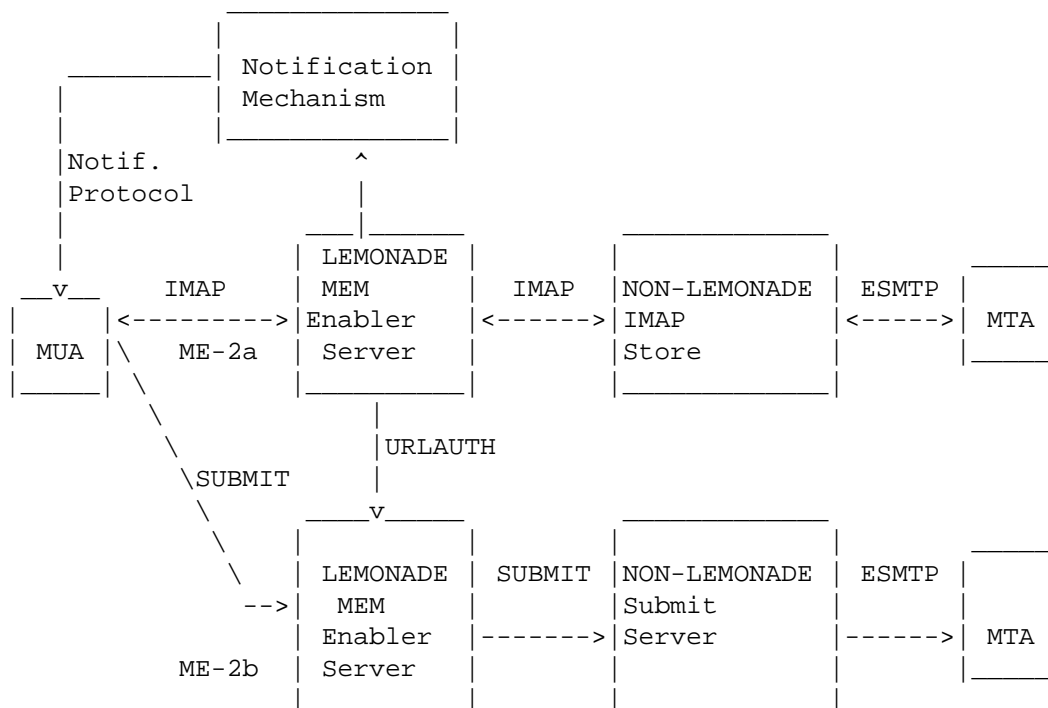 Notification
Mechanism
Notif.
Protocol
LEMONADE
IMAP MEM IMAP NON-LEMONADE ESMTP
Enabler IMAP MTA
MUA ME-2a Server Store
URLAUTH
SUBMIT
LEMONADE SUBMIT NON-LEMONADE ESMTP
MEM Submit
Enabler Server MTA
ME-2b Server